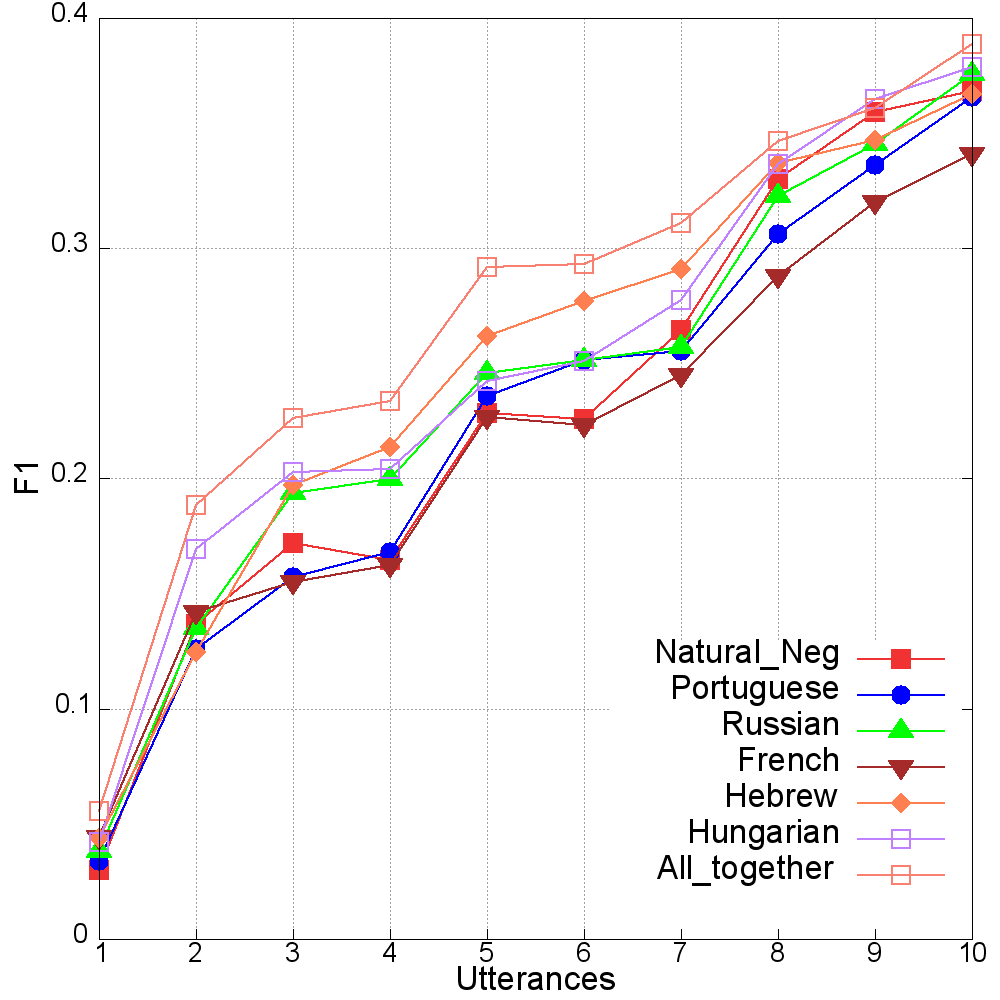 0.4
0.3
0.2
0.1
0
F1
1 2 3 4 5 6 7 8 9 10
Utterances
Natural_Neg
Portuguese
Russian
French
Hebrew
Hungarian
All_together